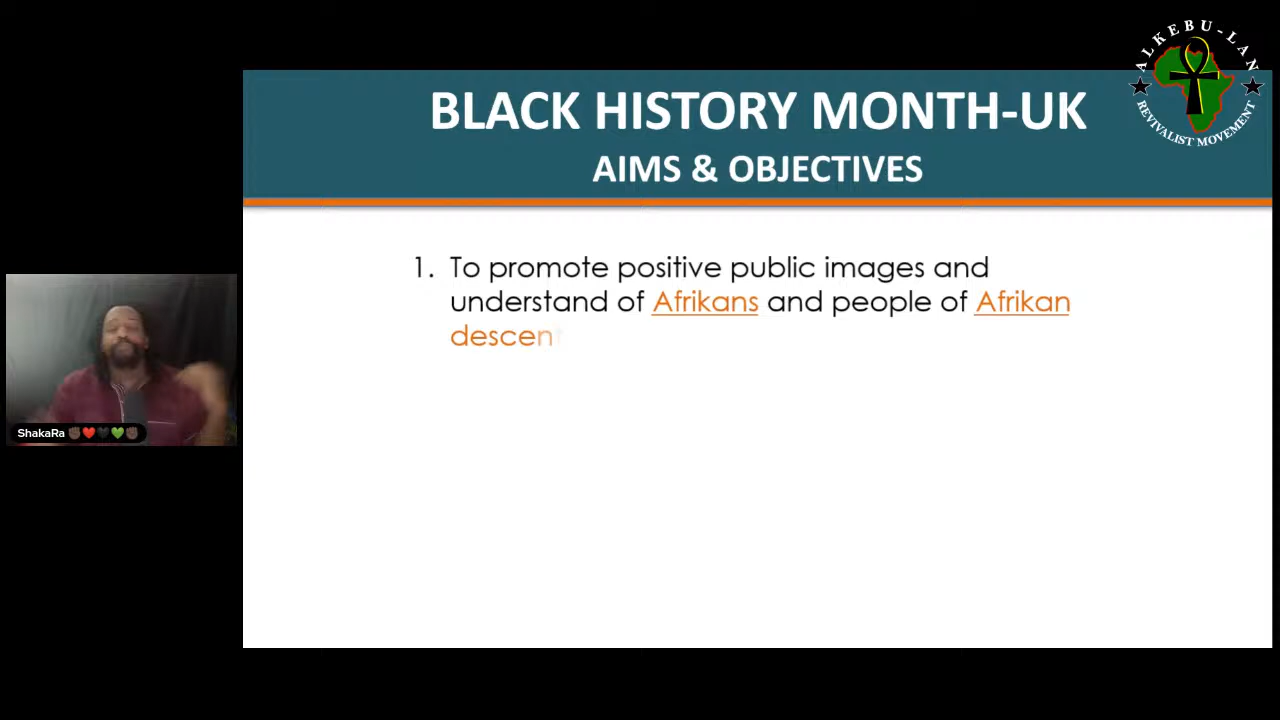 ALKEBU-LAN
REVIVALIST MOVEMENT
BLACK HISTORY MONTH-UK
AIMS & OBJECTIVES
1. To promote positive public images and
understand of Afrikans and people of Afrikan
descent
ShakaRa ✊🏿❤️🖤💚✊🏿